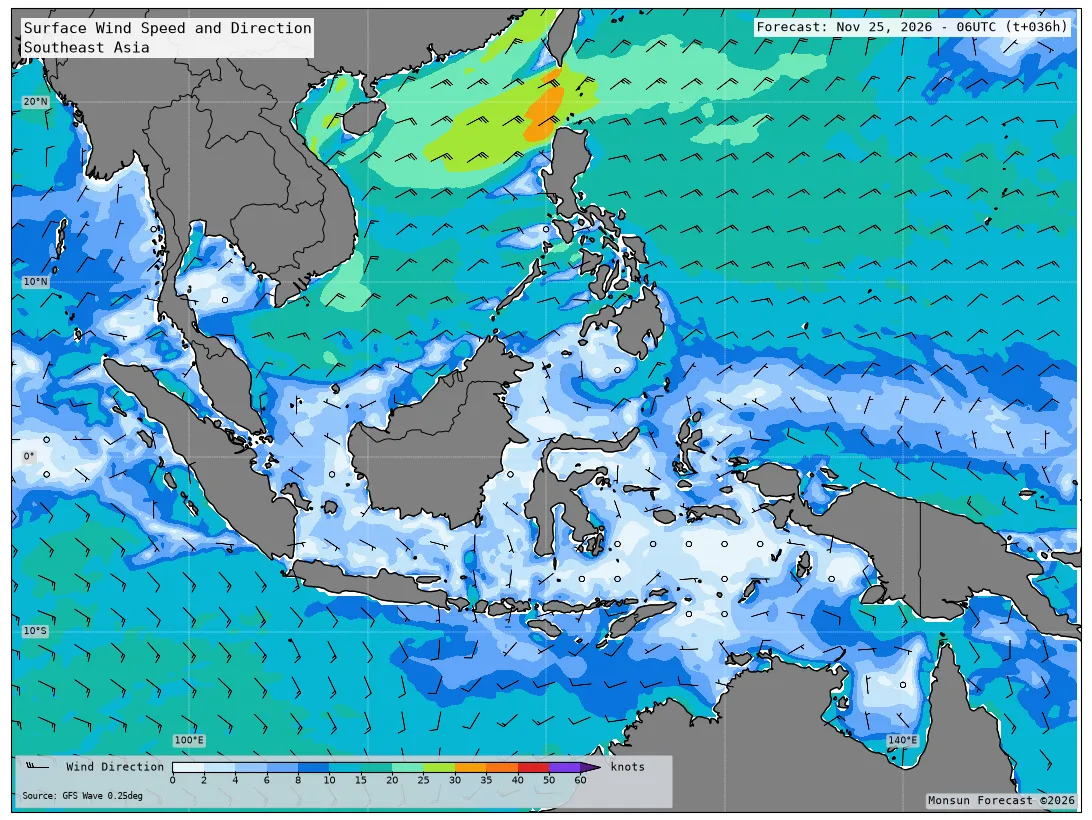 Surface Wind Speed and Direction
Southeast Asia
Forecast: Nov 25, 2026 - 06UTC (t+036h)
20°N
10°N
0°
10°S
100°E
140°E
Wind Direction
0 2 4 6 8 10 15 20 25 30 35 40 50 60
knots
Source: GFS Wave 0.25deg
Monsun Forecast ©2026